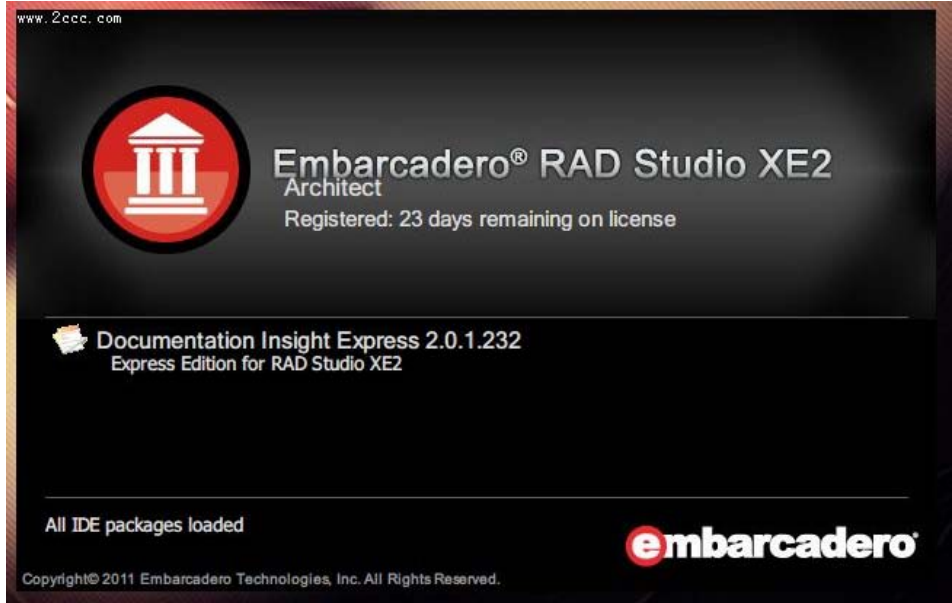 www.2ccc.com
Embarcadero® RAD Studio XE2
Architect
Registered: 23 days remaining on license
Documentation Insight Express 2.0.1.232
Express Edition for RAD Studio XE2
All IDE packages loaded
embarcadero
Copyright© 2011 Embarcadero Technologies, Inc. All Rights Reserved.